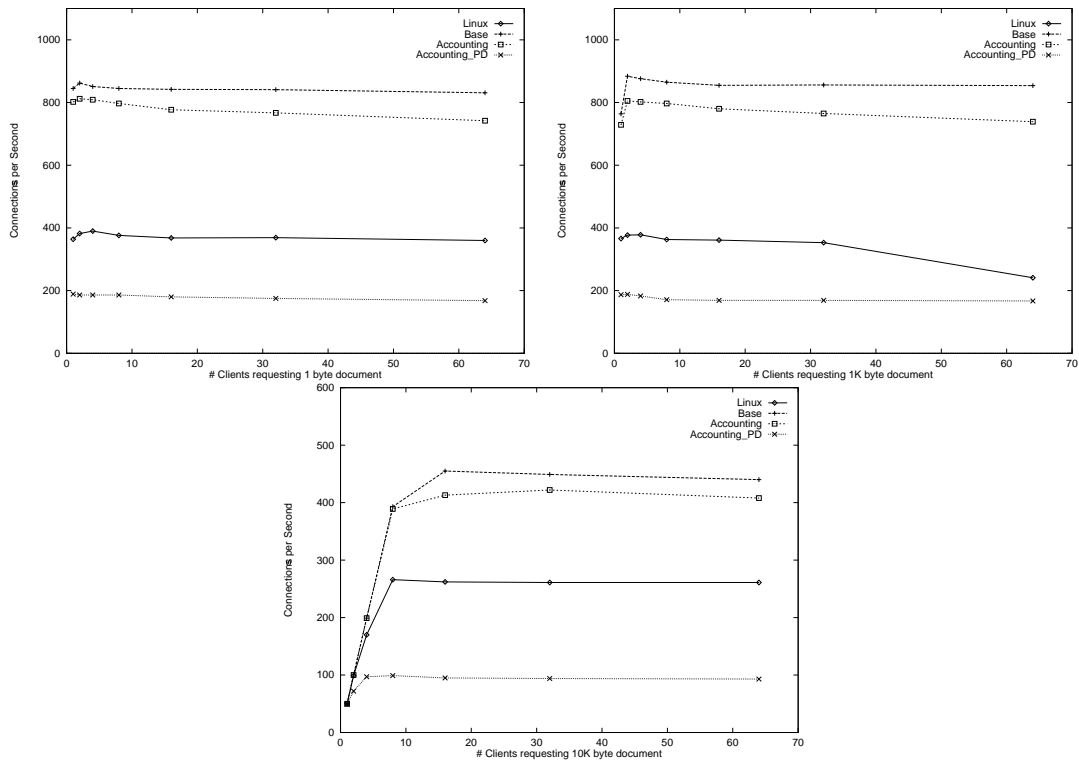 1000
800
600
400
200
0
Connections per Second
0 10 20 30 40 50 60 70
# Clients requesting 1 byte document
Linux
Base
Accounting
Accounting_PD
1000
800
600
400
200
0
Connections per Second
0 10 20 30 40 50 60 70
# Clients requesting 1K byte document
Linux
Base
Accounting
Accounting_PD
600
500
400
300
200
100
0
Connections per Second
0 10 20 30 40 50 60 70
# Clients requesting 10K byte document
Linux
Base
Accounting
Accounting_PD